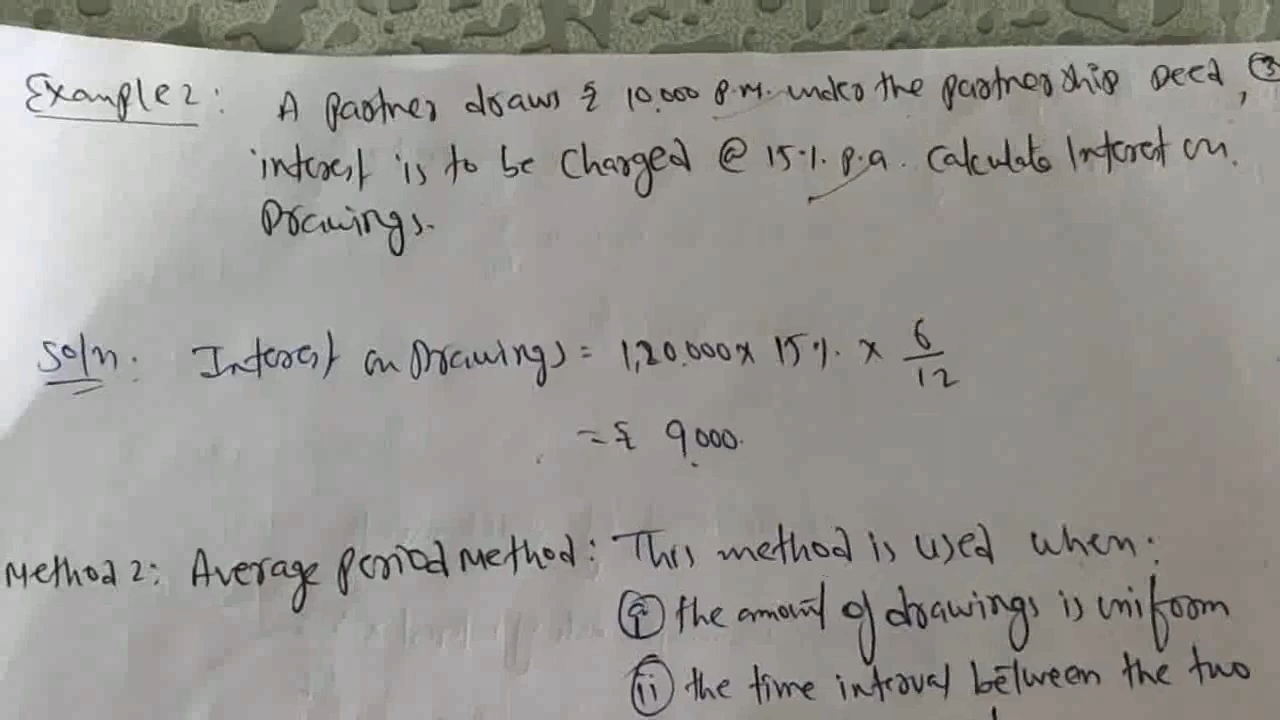 Example 2: A partner draws ₹ 10,000 P.M. under the partnership Deed, ③
interest is to be charged @ 15%. p.a. Calculate Interest on
Drawings.
Soln: Interest on Drawings = 1,20,000 x 15%. x 6/12
= ₹ 9,000.
Method 2: Average period Method: This method is used when:
(i) the amount of drawings is uniform
(ii) the time interval between the two